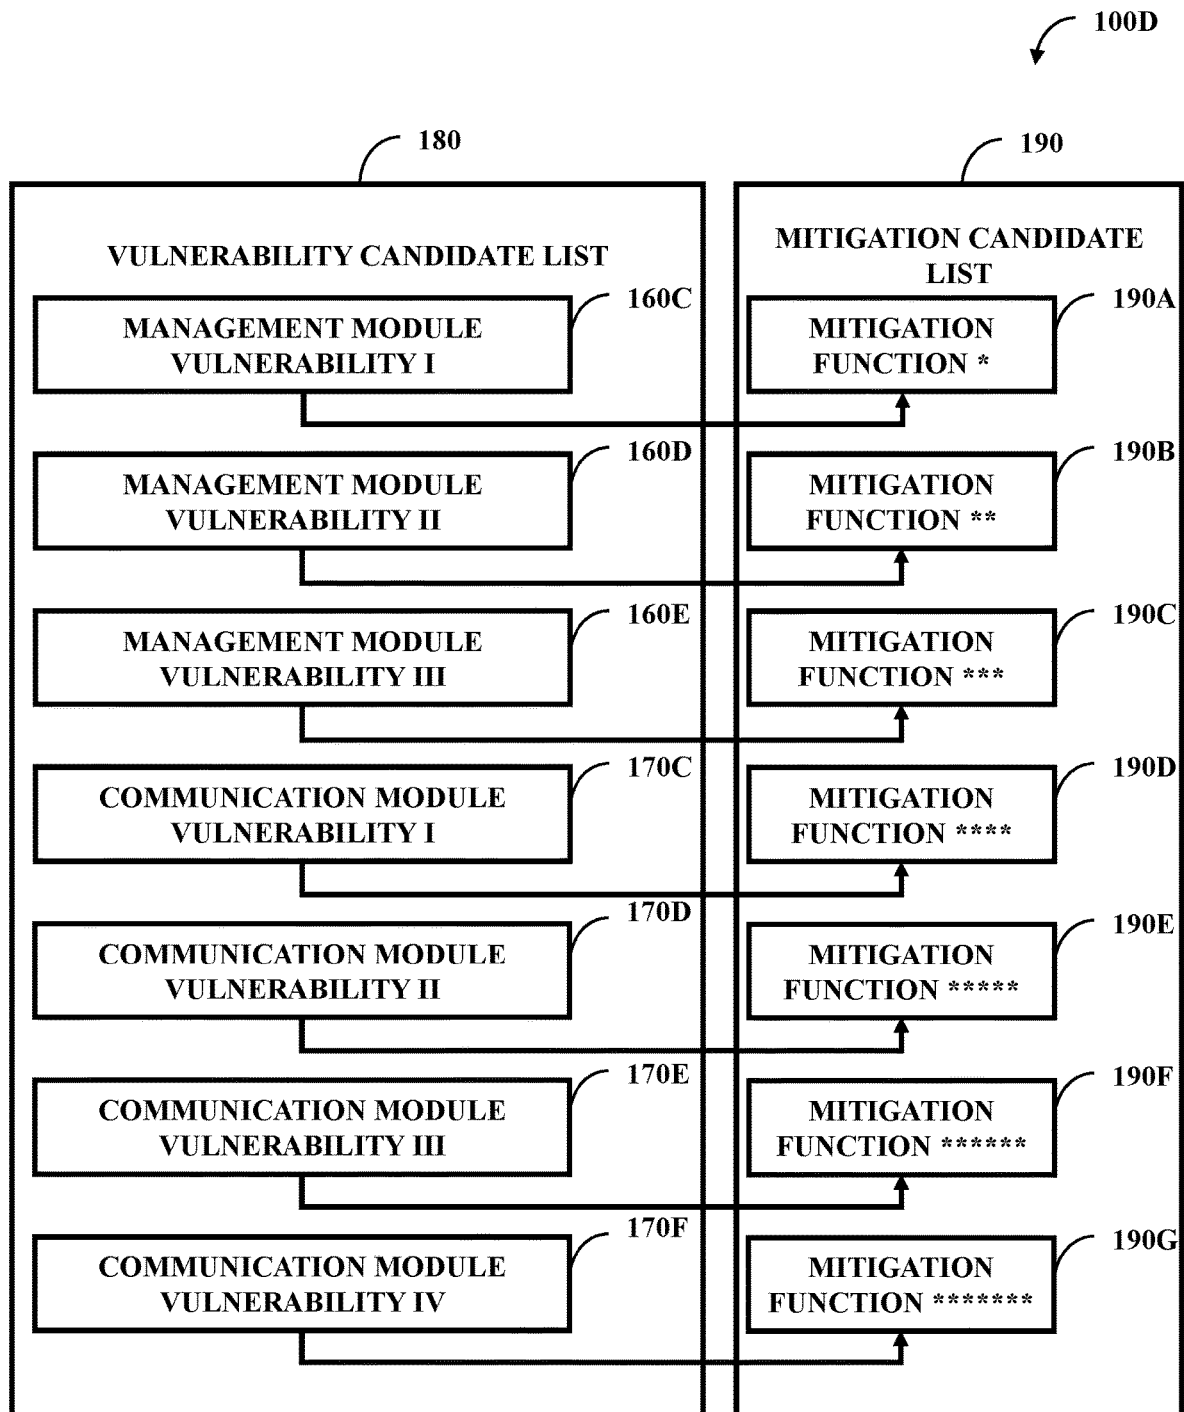 100D
180
190
VULNERABILITY CANDIDATE LIST
MITIGATION CANDIDATE
LIST
160C
MANAGEMENT MODULE
VULNERABILITY I
190A
MITIGATION
FUNCTION *
160D
MANAGEMENT MODULE
VULNERABILITY II
190B
MITIGATION
FUNCTION **
160E
MANAGEMENT MODULE
VULNERABILITY III
190C
MITIGATION
FUNCTION ***
170C
COMMUNICATION MODULE
VULNERABILITY I
190D
MITIGATION
FUNCTION ****
170D
COMMUNICATION MODULE
VULNERABILITY II
190E
MITIGATION
FUNCTION *****
170E
COMMUNICATION MODULE
VULNERABILITY III
190F
MITIGATION
FUNCTION ******
170F
COMMUNICATION MODULE
VULNERABILITY IV
190G
MITIGATION
FUNCTION *******